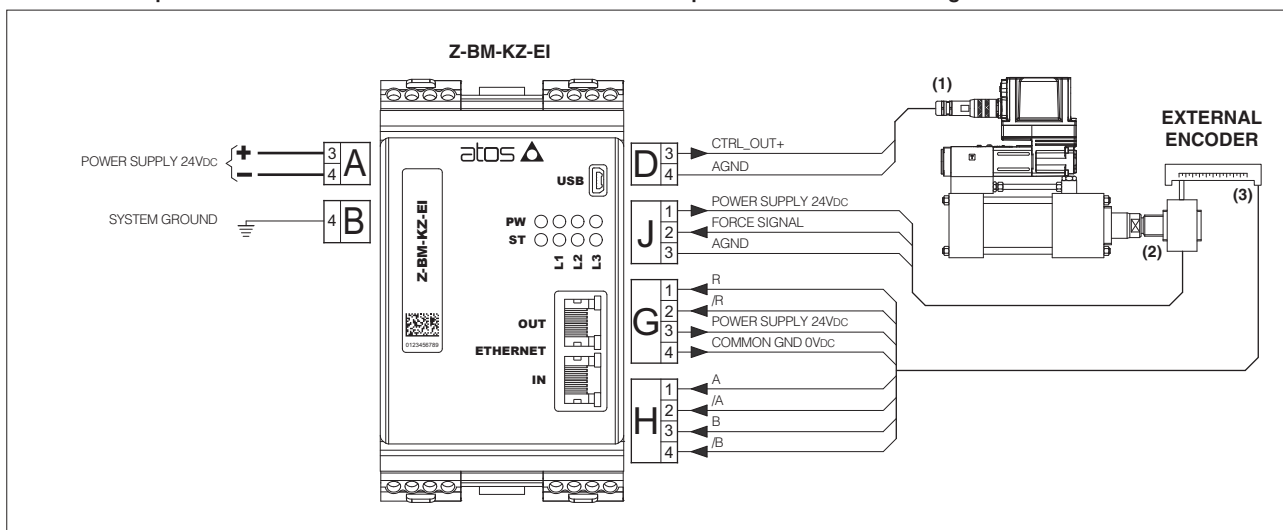 Z-BM-KZ-EI
POWER SUPPLY 24VDC
+
-
3
4
A
SYSTEM GROUND
4
B
atos
USB
PW
ST
L1
L2
L3
Z-BM-KZ-EI
0123456789
OUT
ETHERNET
IN
D
3 CTRL_OUT+
4 AGND
J
1 POWER SUPPLY 24VDC
2 FORCE SIGNAL
3 AGND
G
1 R
2 /R
3 POWER SUPPLY 24VDC
4 COMMON GND 0VDC
H
1 A
2 /A
3 B
4 /B
(1)
EXTERNAL
ENCODER
(3)
(2)